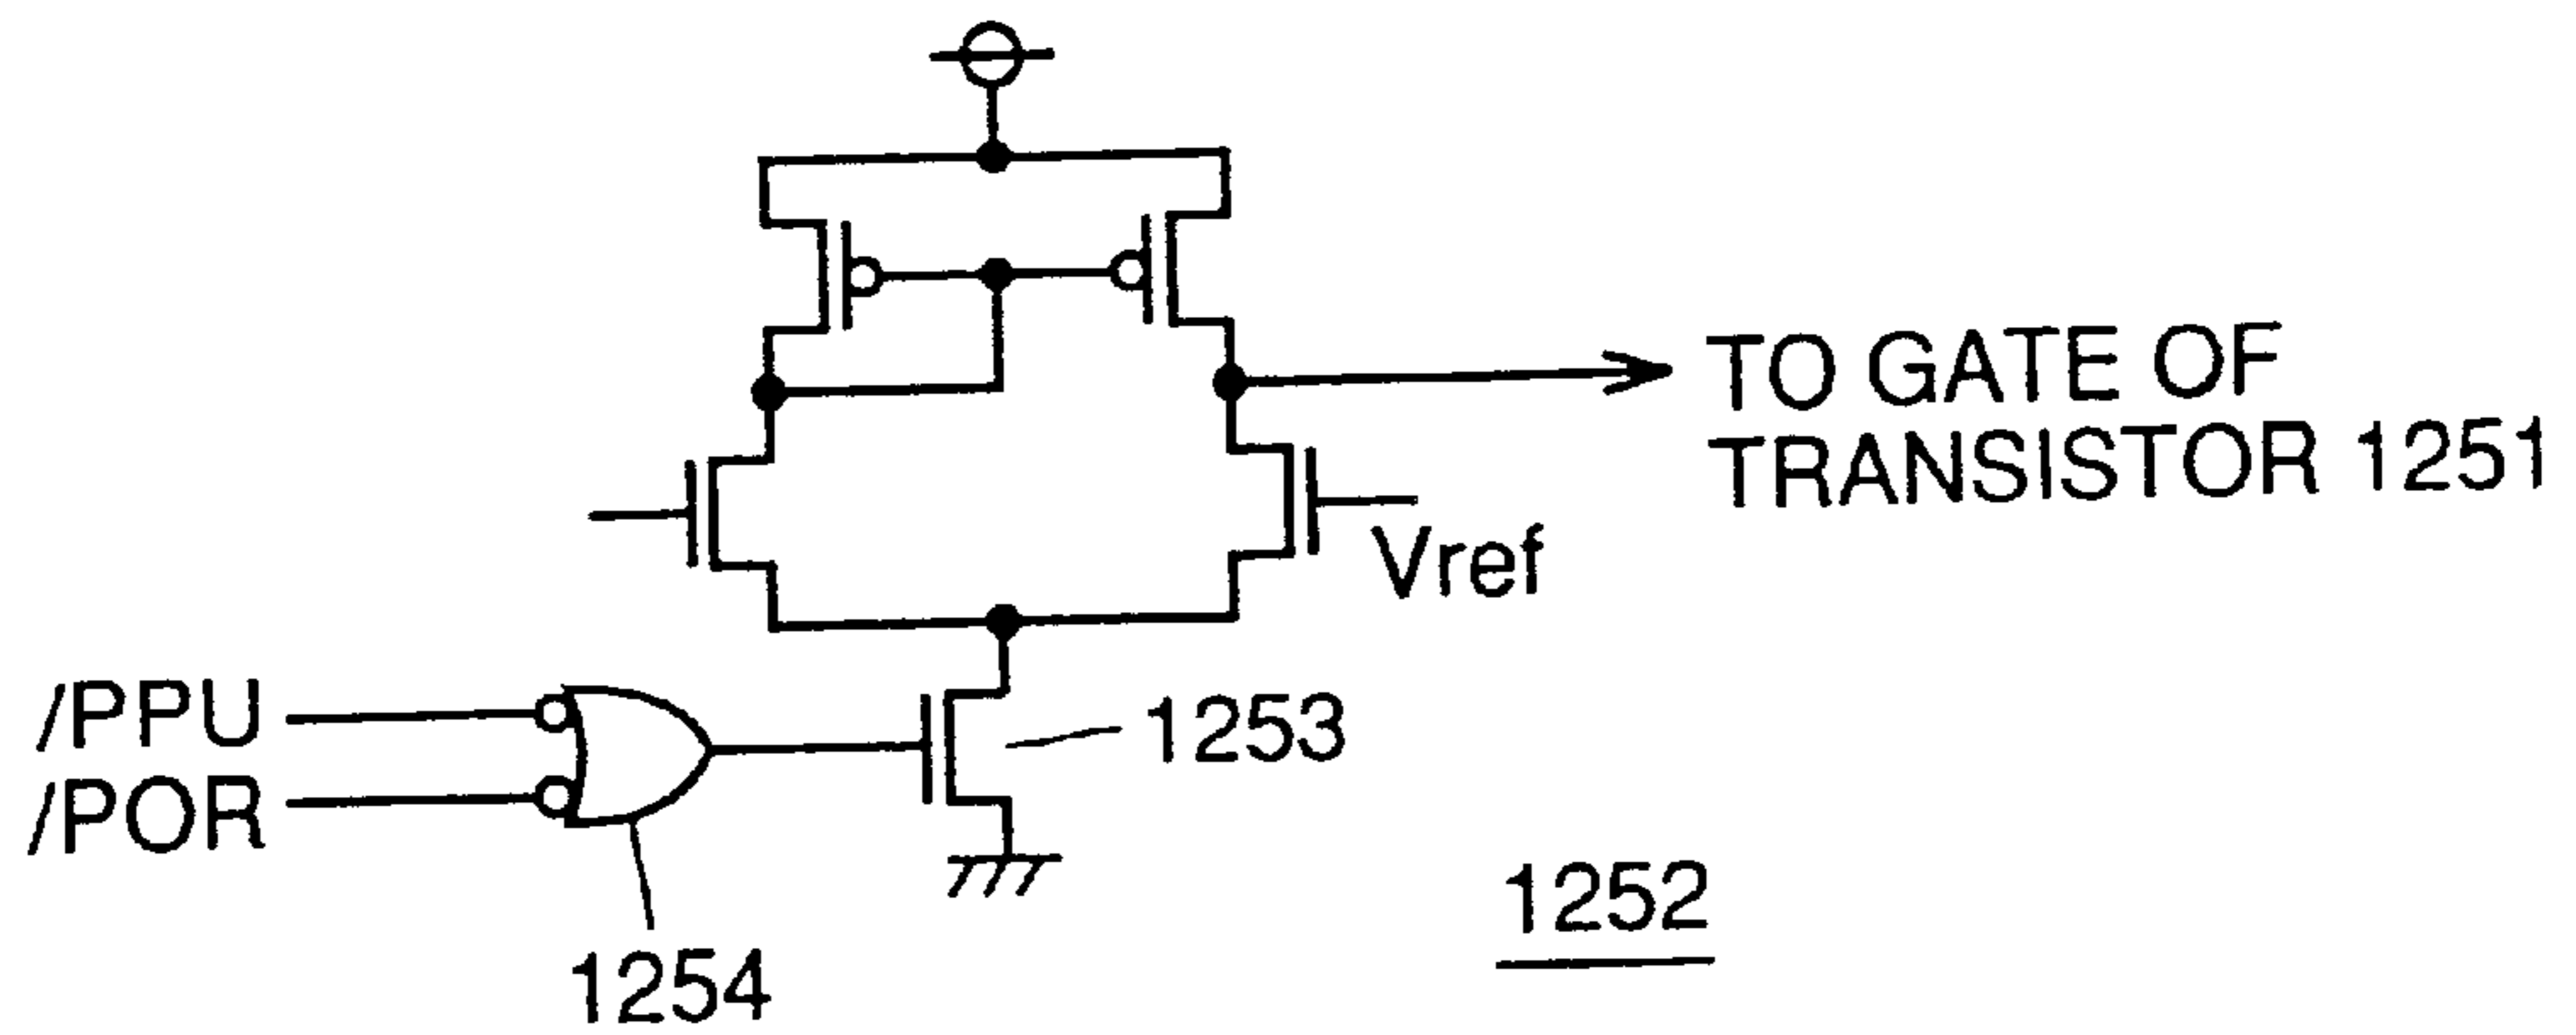 TO GATE OF
TRANSISTOR 1251
Vref
/PPU
1253
/POR
1252
1254